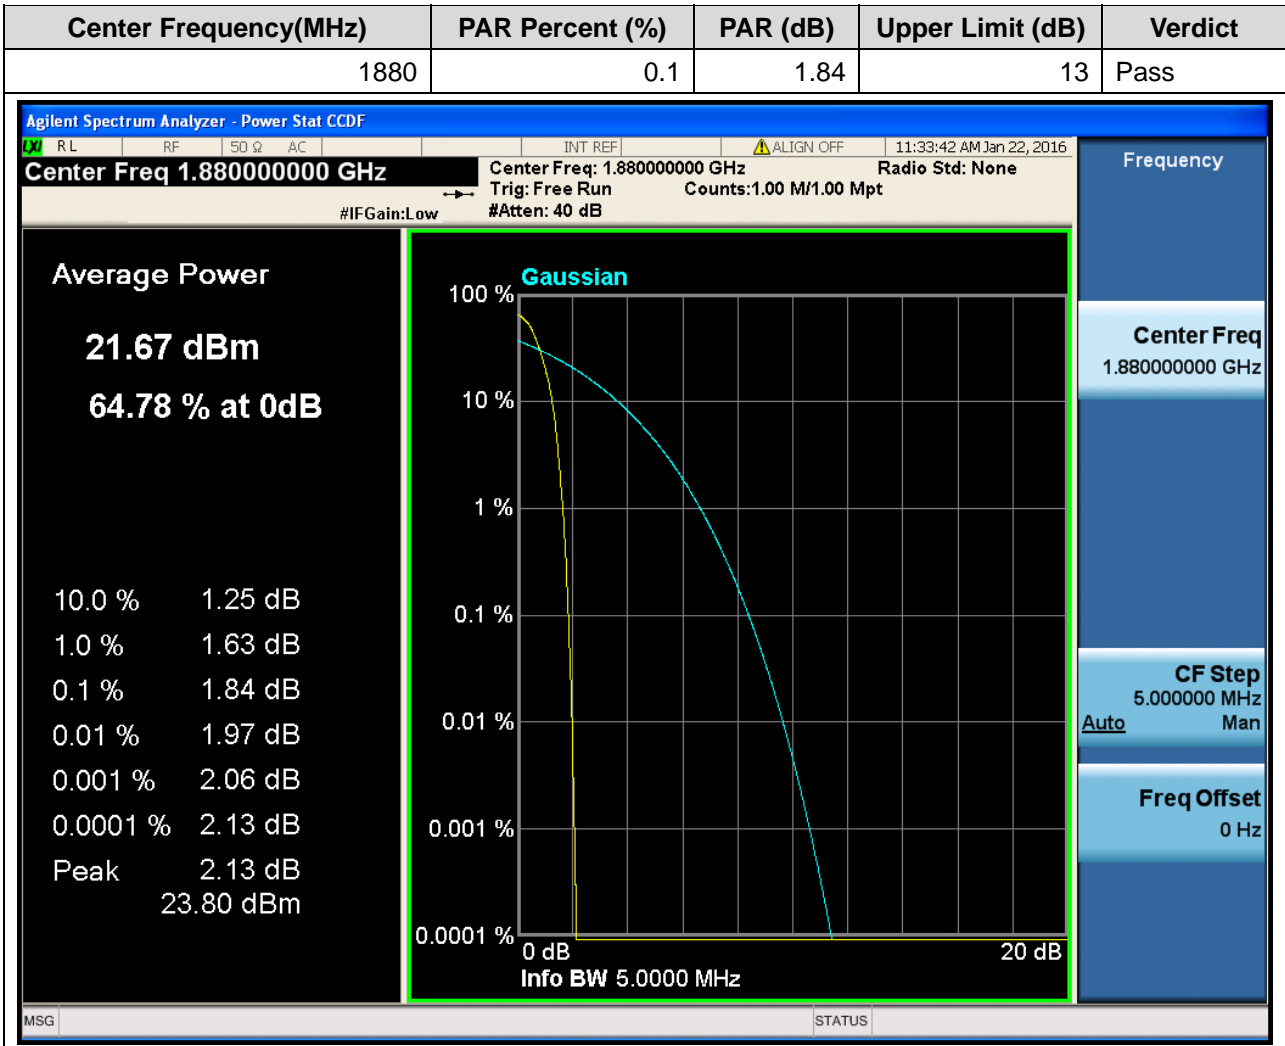 Center Frequency(MHz) PAR Percent (%) PAR (dB) Upper Limit (dB) Verdict
1880 0.1 1.84 13 Pass
Agilent Spectrum Analyzer - Power Stat CCDF
LXI RL RF 50 Ω AC INT REF ALIGN OFF 11:33:42 AM Jan 22, 2016
Center Freq 1.880000000 GHz
Center Freq: 1.880000000 GHz Radio Std: None
Trig: Free Run Counts:1.00 M/1.00 Mpt
#IFGain:Low #Atten: 40 dB
Average Power
21.67 dBm
64.78 % at 0dB
10.0 % 1.25 dB
1.0 % 1.63 dB
0.1 % 1.84 dB
0.01 % 1.97 dB
0.001 % 2.06 dB
0.0001 % 2.13 dB
Peak 2.13 dB
23.80 dBm
Gaussian
100 %
10 %
1 %
0.1 %
0.01 %
0.001 %
0.0001 %
0 dB 20 dB
Info BW 5.0000 MHz
Frequency
Center Freq
1.880000000 GHz
CF Step
5.000000 MHz
Auto Man
Freq Offset
0 Hz
MSG STATUS